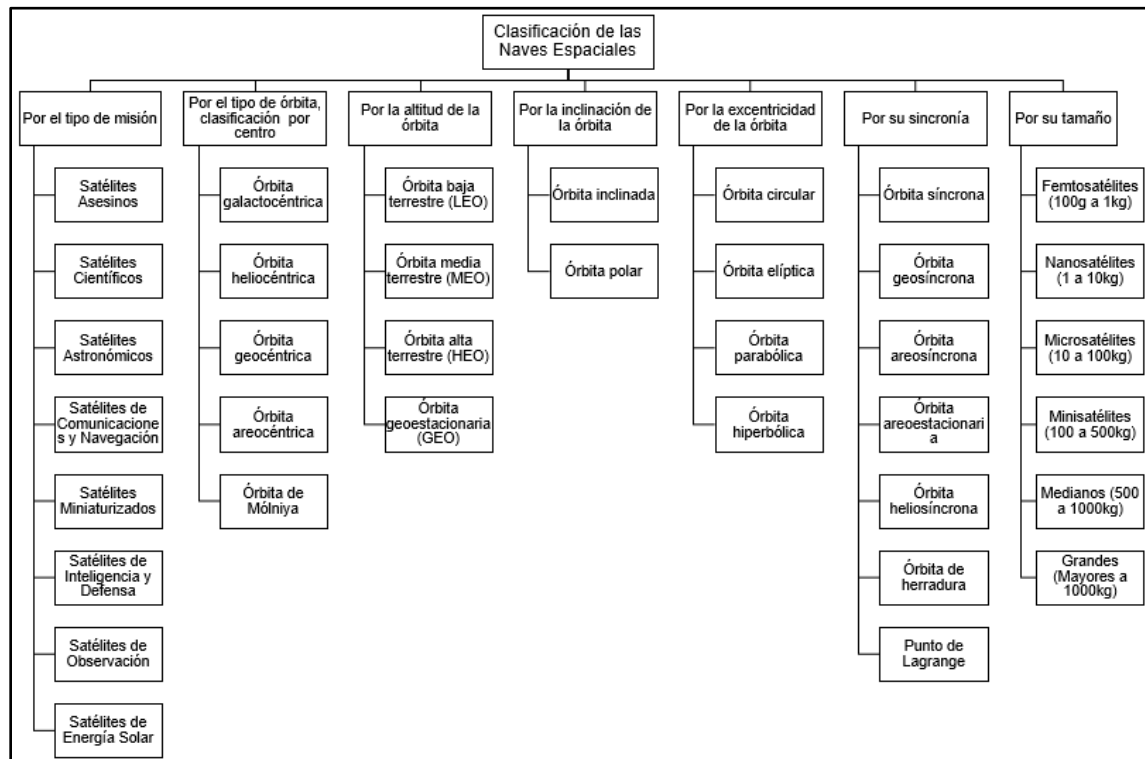 Clasificación de las
Naves Espaciales
Por el tipo de misión
Satélites
Asesinos
Satélites
Científicos
Satélites
Astronómicos
Satélites de
Comunicacione
s y Navegación
Satélites
Miniaturizados
Satélites de
Inteligencia y
Defensa
Satélites de
Observación
Satélites de
Energía Solar
Por el tipo de órbita,
clasificación por
centro
Órbita
galactocéntrica
Órbita
heliocéntrica
Órbita
geocéntrica
Órbita
areocéntrica
Órbita de
Mólniya
Por la altitud de la
órbita
Órbita baja
terrestre (LEO)
Órbita media
terrestre (MEO)
Órbita alta
terrestre (HEO)
Órbita
geoestacionaria
(GEO)
Por la inclinación de
la órbita
Órbita inclinada
Órbita polar
Por la excentricidad
de la órbita
Órbita circular
Órbita elíptica
Órbita
parabólica
Órbita
hiperbólica
Por su sincronía
Órbita síncrona
Órbita
geosíncrona
Órbita
areosíncrona
Órbita
areoestacionari
a
Órbita
heliosíncrona
Órbita de
herradura
Punto de
Lagrange
Por su tamaño
Femtosatélites
(100g a 1kg)
Nanosatélites
(1 a 10kg)
Microsatélites
(10 a 100kg)
Minisatélites
(100 a 500kg)
Medianos (500
a 1000kg)
Grandes
(Mayores a
1000kg)